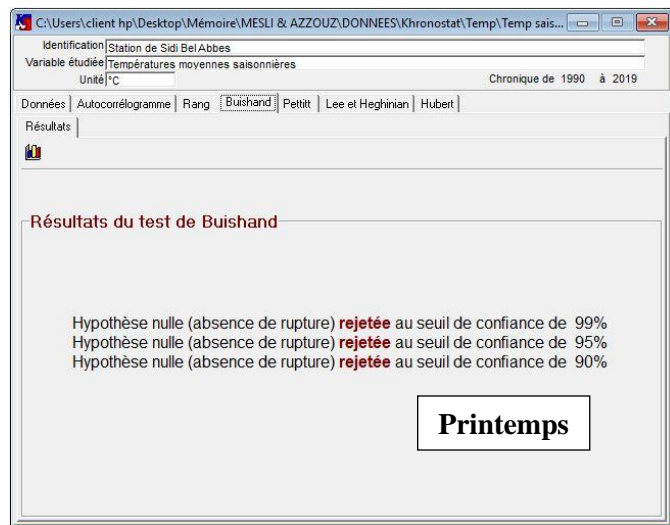 C:\Users\client hp\Desktop\Mémoire\MESLI & AZZOUZ\DONNEES\Khronostat\Temp\Temp sais...
Identification Station de Sidi Bel Abbes
Variable étudiée Températures moyennes saisonnières
Unité °C Chronique de 1990 à 2019
Données Autocorrélogramme Rang Buishand Pettitt Lee et Heghinian Hubert
Résultats
Résultats du test de Buishand
Hypothèse nulle (absence de rupture) rejetée au seuil de confiance de 99%
Hypothèse nulle (absence de rupture) rejetée au seuil de confiance de 95%
Hypothèse nulle (absence de rupture) rejetée au seuil de confiance de 90%
Printemps